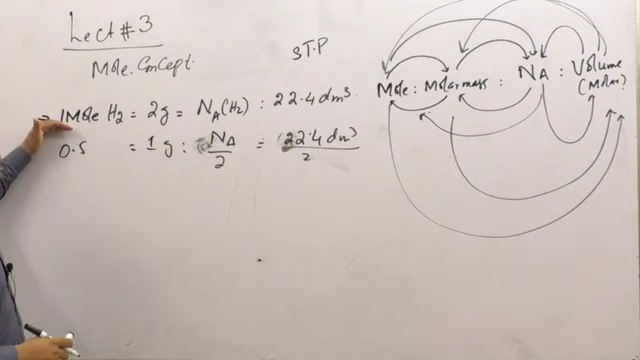 Lect #3
Mole. Concept.
S.T.P
Mole : Molar mass : NA : Volume
(Molar)
1 Mole H2 = 2g = NA (H2) : 22.4 dm³
0.5 = 1 g : NA/2 = 22.4 dm³/2